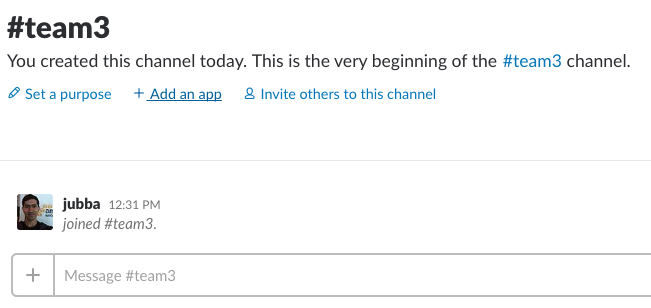 #team3
You created this channel today. This is the very beginning of the #team3 channel.
Set a purpose + Add an app Invite others to this channel
jubba 12:31 PM
joined #team3.
+ Message #team3